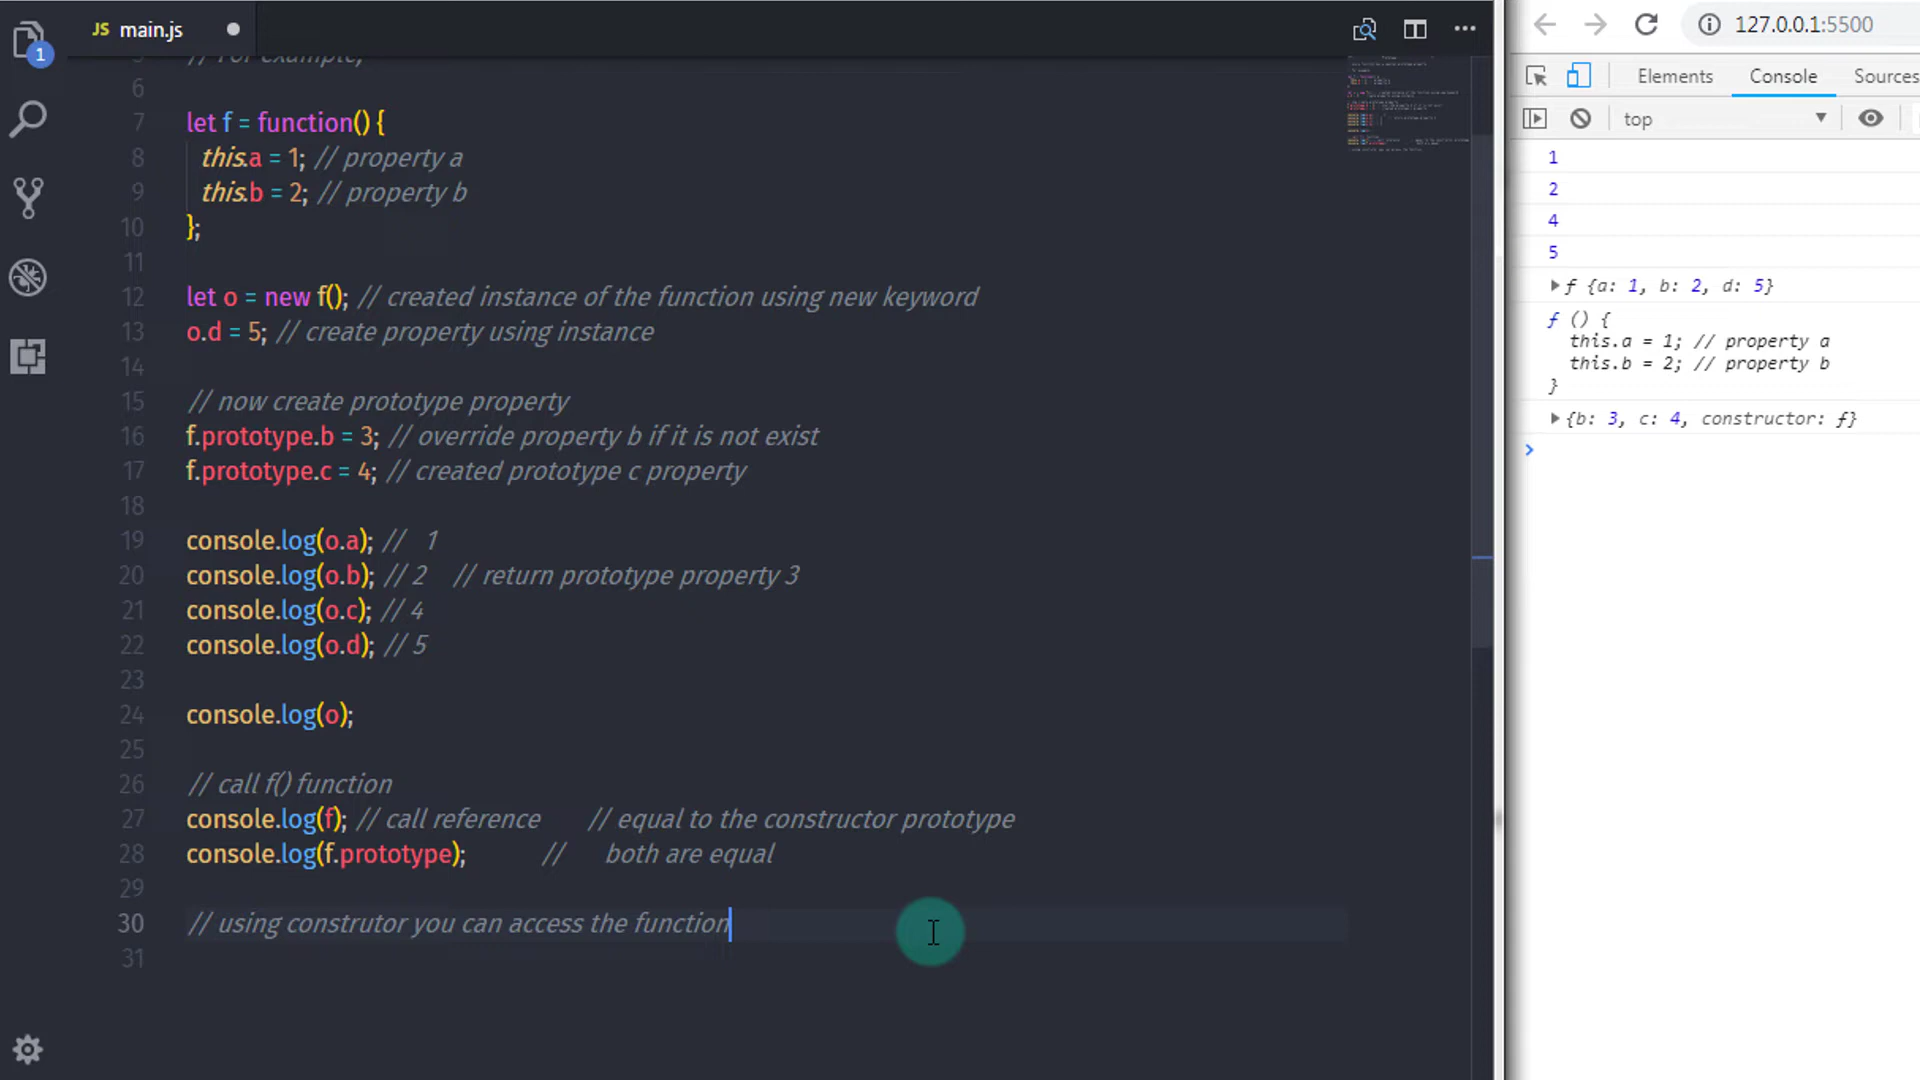 JS main.js
1
5 // For example,
6
7 let f = function() {
8 this.a = 1; // property a
9 this.b = 2; // property b
10 };
11
12 let o = new f(); // created instance of the function using new keyword
13 o.d = 5; // create property using instance
14
15 // now create prototype property
16 f.prototype.b = 3; // override property b if it is not exist
17 f.prototype.c = 4; // created prototype c property
18
19 console.log(o.a); // 1
20 console.log(o.b); // 2 // return prototype property 3
21 console.log(o.c); // 4
22 console.log(o.d); // 5
23
24 console.log(o);
25
26 // call f() function
27 console.log(f); // call reference // equal to the constructor prototype
28 console.log(f.prototype); // both are equal
29
30 // using construtor you can access the function
31
127.0.0.1:5500
Elements Console Sources
top
1
2
4
5
f {a: 1, b: 2, d: 5}
ƒ () {
this.a = 1; // property a
this.b = 2; // property b
}
{b: 3, c: 4, constructor: ƒ}